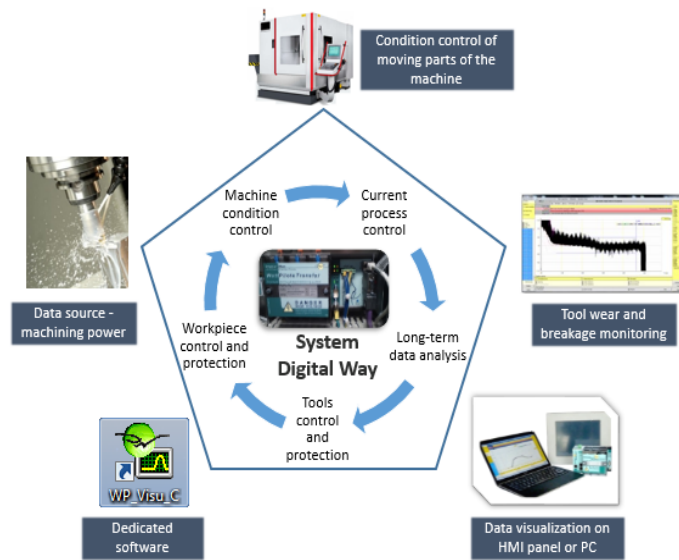 Condition control of
moving parts of the
machine
Machine
condition
control
Current
process
control
Data source -
machining power
Tool wear and
breakage monitoring
Workpiece
control and
protection
System
Digital Way
Long-term
data analysis
Tools
control
and
protection
DANGER
WP_Visu_C
Dedicated
software
Data visualization on
HMI panel or PC